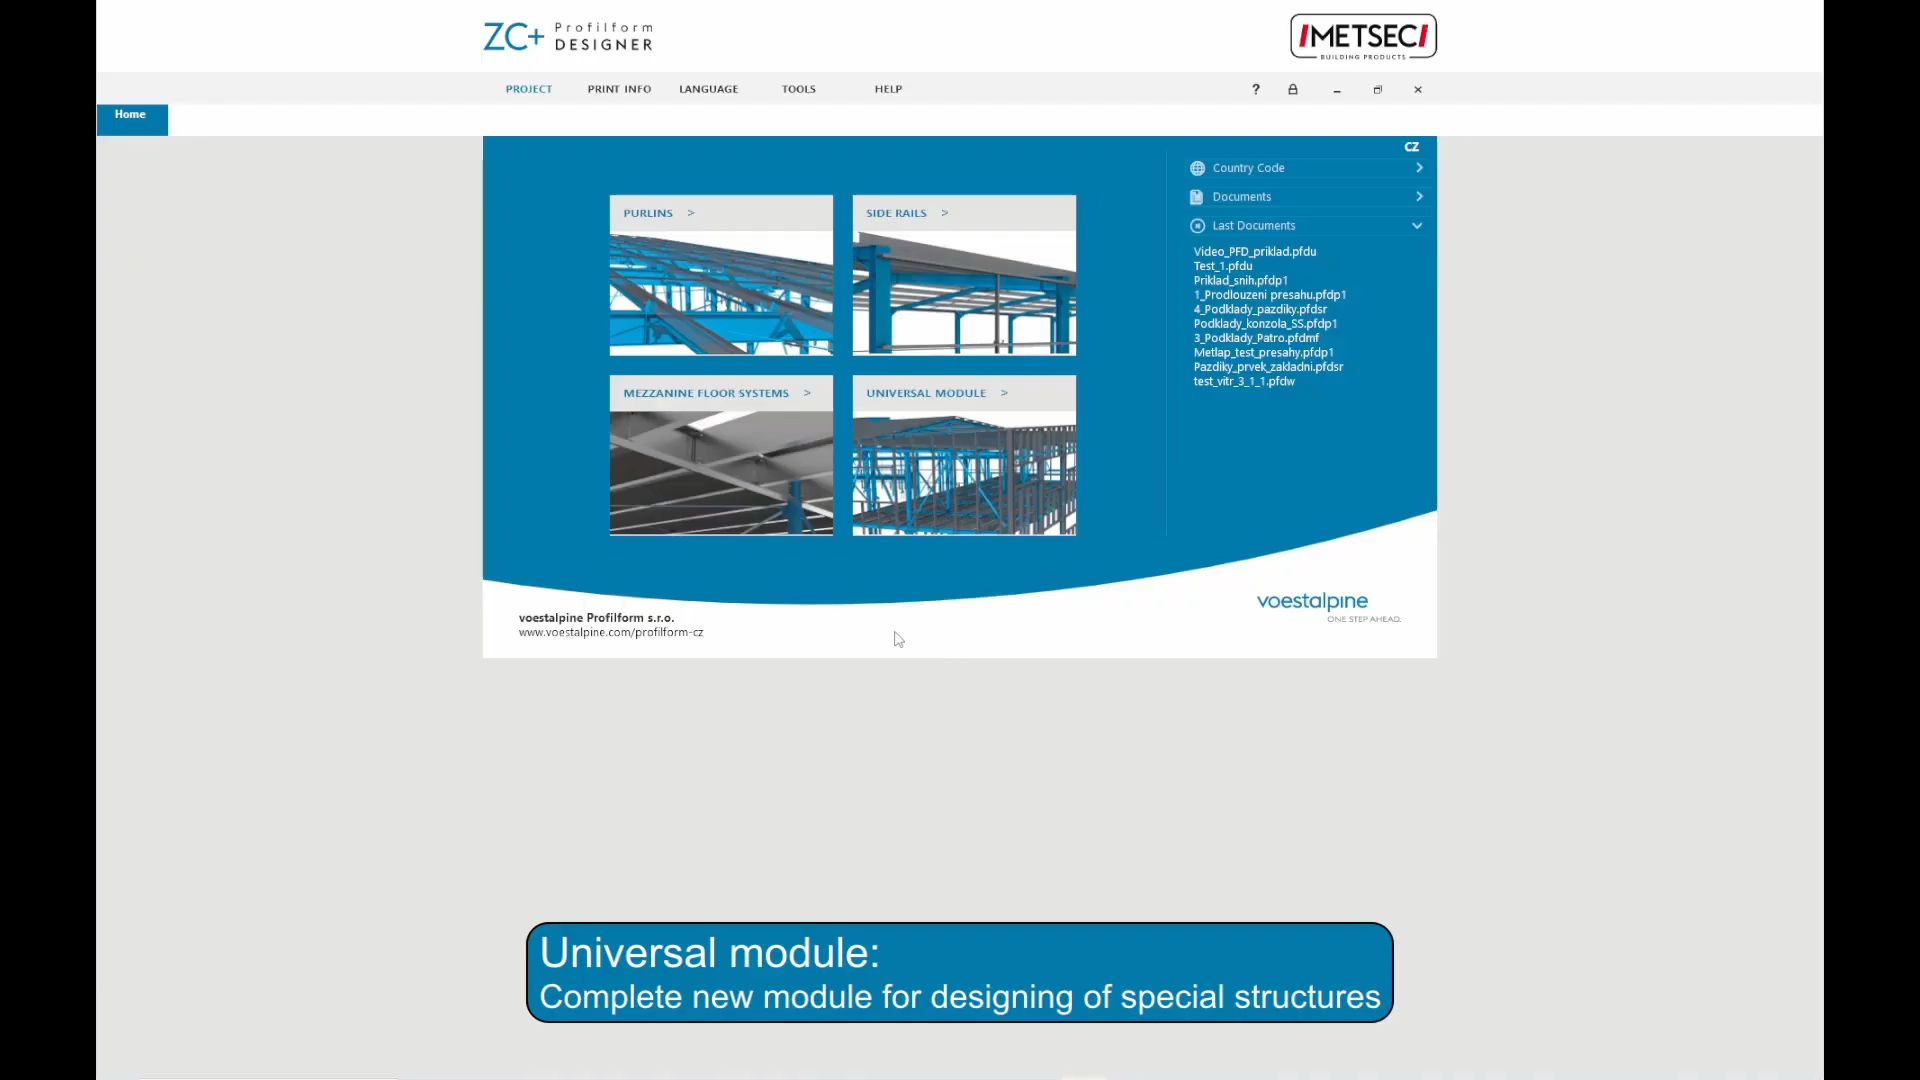 ZC+ Profilform
DESIGNER
METSEC
BUILDING PRODUCTS
PROJECT PRINT INFO LANGUAGE TOOLS HELP ?
Home
CZ
Country Code
Documents
Last Documents
Video_PFD_priklad.pfdu
Test_1.pfdu
Priklad_snih.pfdp1
1_Prodlouzeni presahu.pfdp1
4_Podklady_pazdiky.pfdsr
Podklady_konzola_SS.pfdp1
3_Podklady_Patro.pfdmf
Metlap_test_presahy.pfdp1
Pazdiky_prvek_zakladni.pfdsr
test_vitr_3_1_1.pfdw
PURLINS >
SIDE RAILS >
MEZZANINE FLOOR SYSTEMS >
UNIVERSAL MODULE >
voestalpine Profilform s.r.o.
www.voestalpine.com/profilform-cz
voestalpine
ONE STEP AHEAD.
Universal module:
Complete new module for designing of special structures